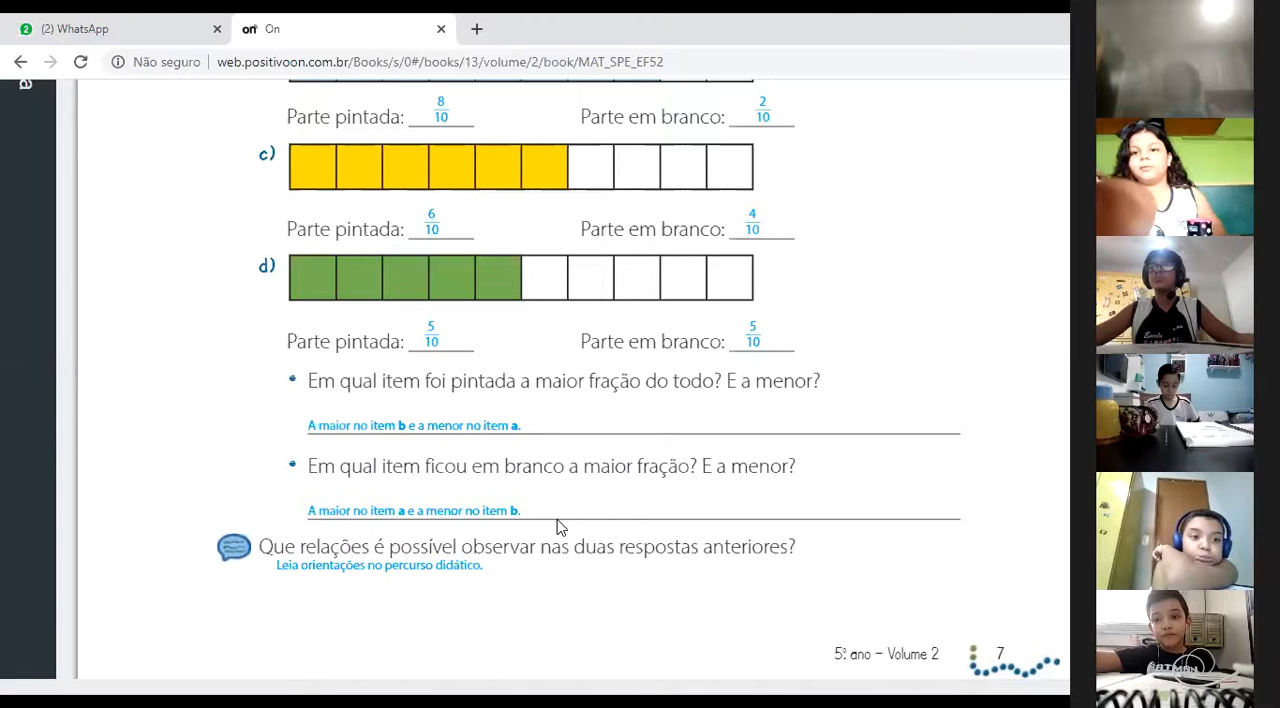 2 (2) WhatsApp
on On
Não seguro web.positivoon.com.br/Books/s/0#/books/13/volume/2/book/MAT_SPE_EF52
a
Parte pintada: 8/10 Parte em branco: 2/10
c)
Parte pintada: 6/10 Parte em branco: 4/10
d)
Parte pintada: 5/10 Parte em branco: 5/10
Em qual item foi pintada a maior fração do todo? E a menor?
A maior no item b e a menor no item a.
Em qual item ficou em branco a maior fração? E a menor?
A maior no item a e a menor no item b.
Que relações é possível observar nas duas respostas anteriores?
Leia orientações no percurso didático.
5º. ano – Volume 2 7
Escola
BATMAN